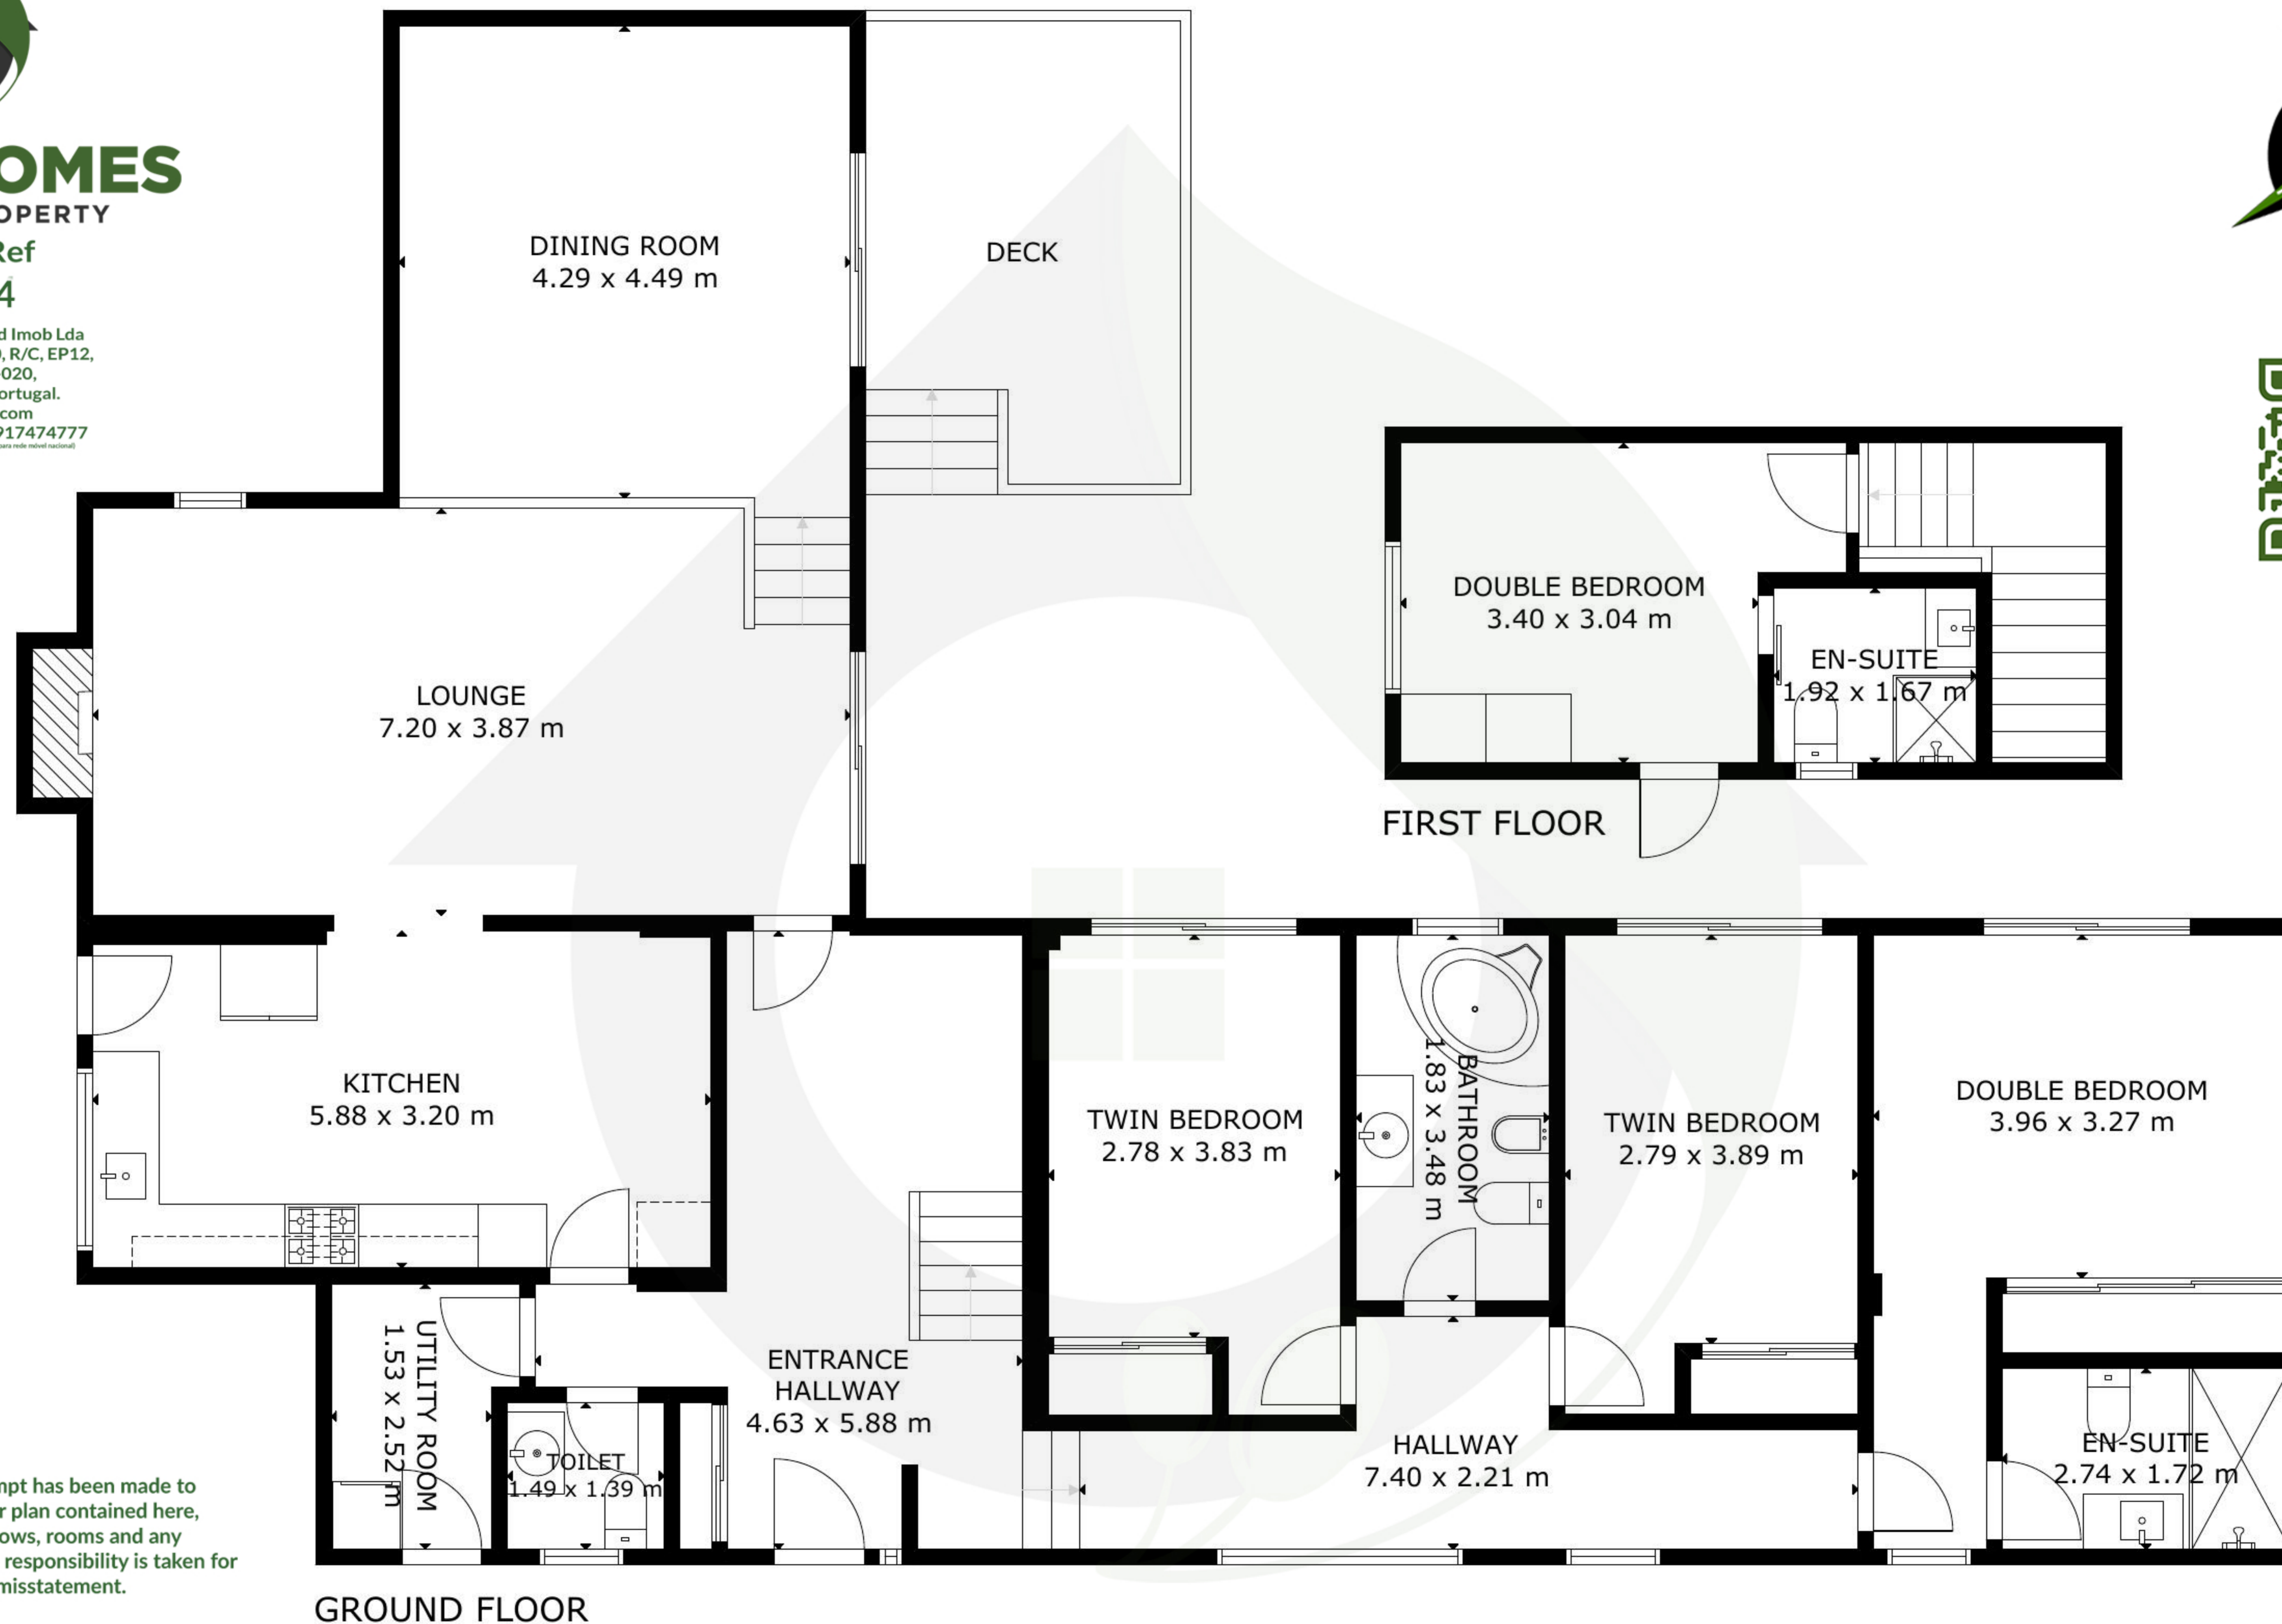 OMES
OPERTY
Ref
4
d Imob Lda
, R/C, EP12,
020,
ortugal.
com
917474777
para rede móvel nacional)
DINING ROOM
4.29 x 4.49 m
DECK
LOUNGE
7.20 x 3.87 m
DOUBLE BEDROOM
3.40 x 3.04 m
EN-SUITE
1.92 x 1.67 m
FIRST FLOOR
KITCHEN
5.88 x 3.20 m
TWIN BEDROOM
2.78 x 3.83 m
BATHROOM
1.83 x 3.48 m
TWIN BEDROOM
2.79 x 3.89 m
DOUBLE BEDROOM
3.96 x 3.27 m
UTILITY ROOM
1.53 x 2.52 m
TOILET
1.49 x 1.39 m
ENTRANCE
HALLWAY
4.63 x 5.88 m
HALLWAY
7.40 x 2.21 m
EN-SUITE
2.74 x 1.72 m
mpt has been made to
r plan contained here,
ows, rooms and any
responsibility is taken for
misstatement.
GROUND FLOOR